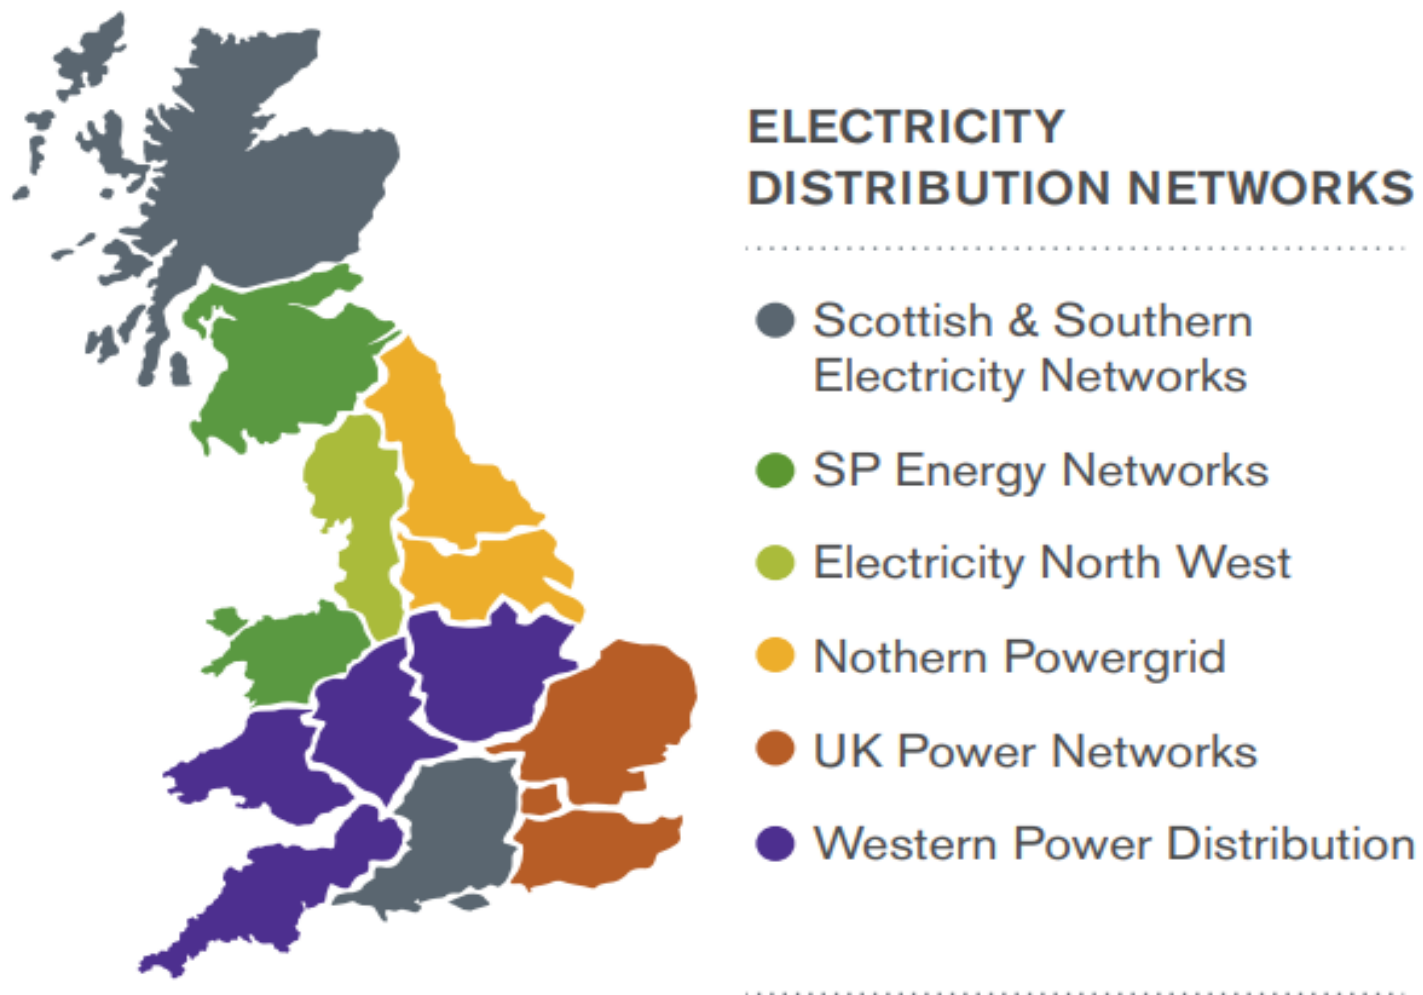 ELECTRICITY
DISTRIBUTION NETWORKS
Scottish & Southern
Electricity Networks
SP Energy Networks
Electricity North West
Nothern Powergrid
UK Power Networks
Western Power Distribution